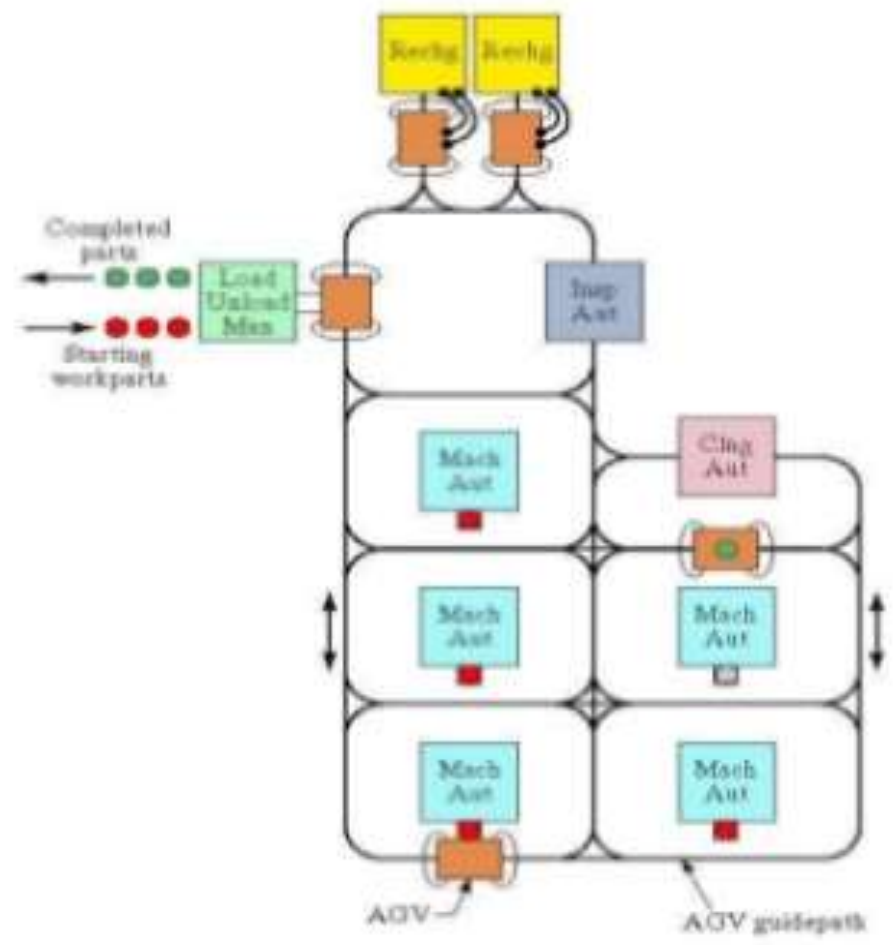 Rechg Rechg
Completed
parts
Load
Unload
Man
Insp
Aut
Starting
workparts
Clng
Aut
Mach
Aut
Mach
Aut
Mach
Aut
Mach
Aut
Mach
Aut
AGV
AGV guidepath